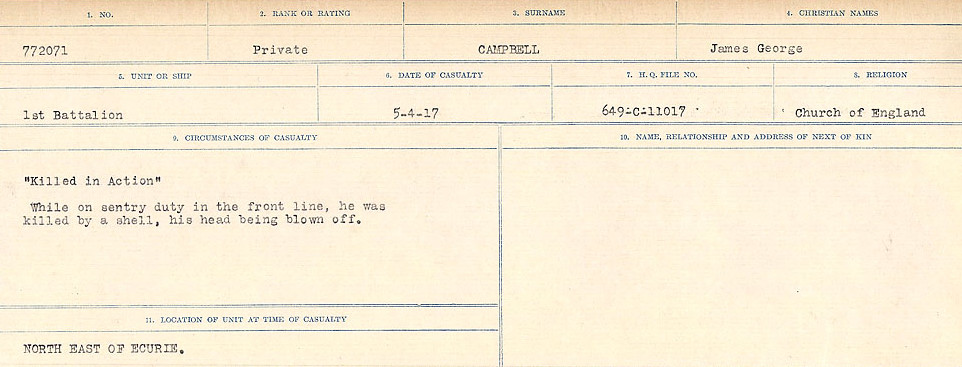 1. NO. 2. RANK OR RATING 3. SURNAME 4. CHRISTIAN NAMES
772071 Private CAMPBELL James George
5. UNIT OR SHIP 6. DATE OF CASUALTY 7. H. Q. FILE NO. 8. RELIGION
1st Battalion 5-4-17 649-C-11017 Church of England
9. CIRCUMSTANCES OF CASUALTY
"Killed in Action"
While on sentry duty in the front line, he was
killed by a shell, his head being blown off.
11. LOCATION OF UNIT AT TIME OF CASUALTY
NORTH EAST OF ECURIE.
10. NAME, RELATIONSHIP AND ADDRESS OF NEXT OF KIN